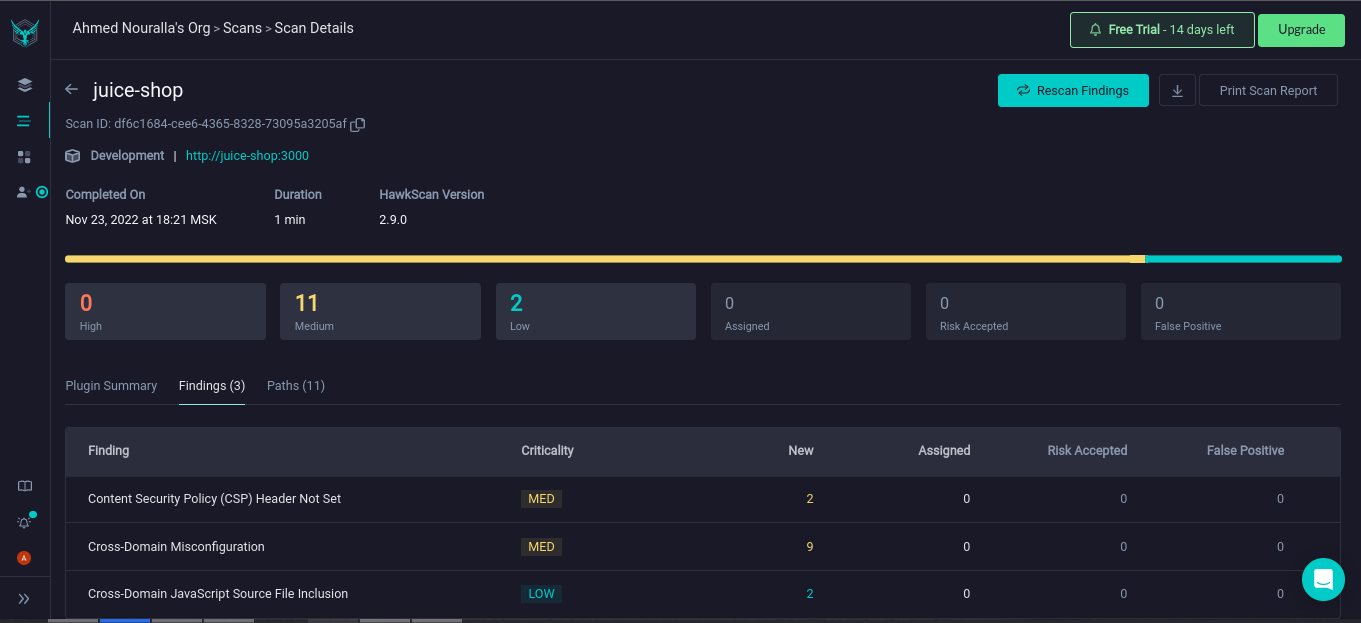 Ahmed Nouralla's Org > Scans > Scan Details
Free Trial - 14 days left
Upgrade
juice-shop
Rescan Findings
Print Scan Report
Scan ID: df6c1684-cee6-4365-8328-73095a3205af
Development | http://juice-shop:3000
Completed On Duration HawkScan Version
Nov 23, 2022 at 18:21 MSK 1 min 2.9.0
0 11 2 0 0 0
High Medium Low Assigned Risk Accepted False Positive
Plugin Summary Findings (3) Paths (11)
Finding Criticality New Assigned Risk Accepted False Positive
Content Security Policy (CSP) Header Not Set MED 2 0 0 0
Cross-Domain Misconfiguration MED 9 0 0 0
A
Cross-Domain JavaScript Source File Inclusion LOW 2 0 0 0